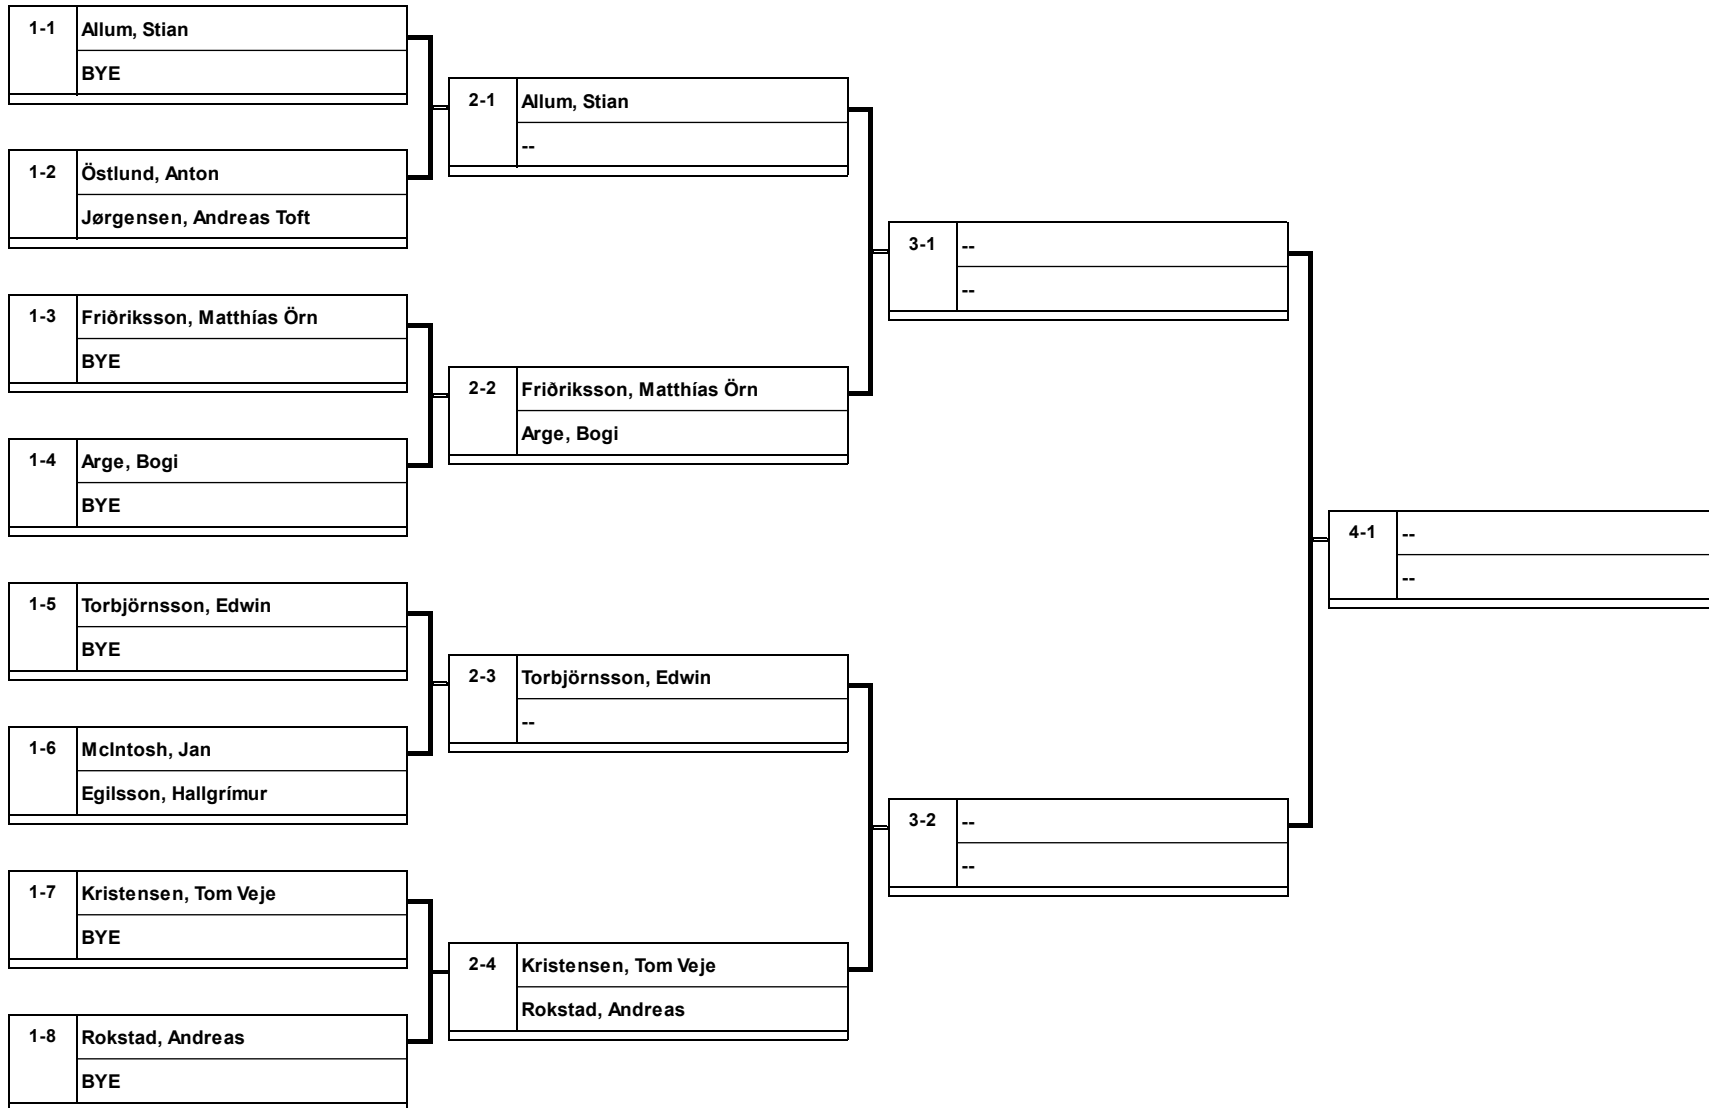 1-1
Allum, Stian
BYE
1-2
Östlund, Anton
Jørgensen, Andreas Toft
1-3
Friðriksson, Matthías Örn
BYE
1-4
Arge, Bogi
BYE
1-5
Torbjörnsson, Edwin
BYE
1-6
McIntosh, Jan
Egilsson, Hallgrímur
1-7
Kristensen, Tom Veje
BYE
1-8
Rokstad, Andreas
BYE
2-1
Allum, Stian
--
2-2
Friðriksson, Matthías Örn
Arge, Bogi
2-3
Torbjörnsson, Edwin
--
2-4
Kristensen, Tom Veje
Rokstad, Andreas
3-1
--
--
3-2
--
--
4-1
--
--